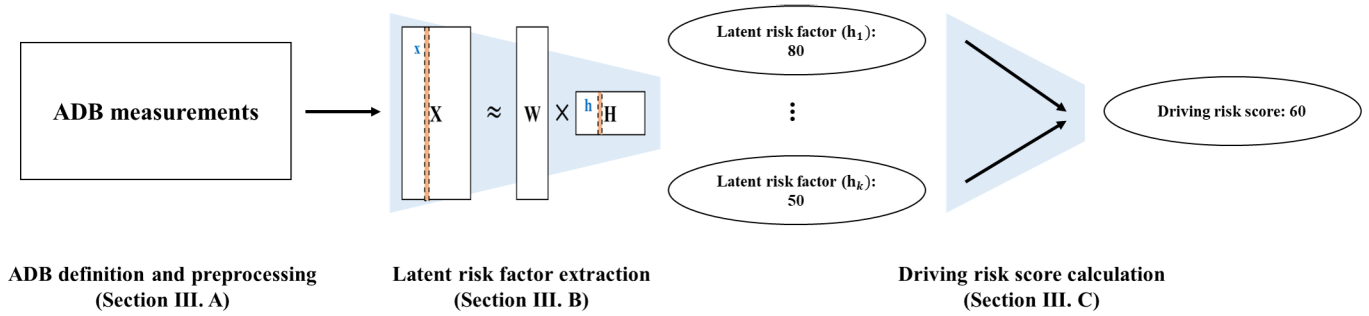 ADB measurements
x
X
≈
W
×
h
H
Latent risk factor (h₁):
80
⋮
Latent risk factor (hₖ):
50
Driving risk score: 60
ADB definition and preprocessing
(Section III. A)
Latent risk factor extraction
(Section III. B)
Driving risk score calculation
(Section III. C)